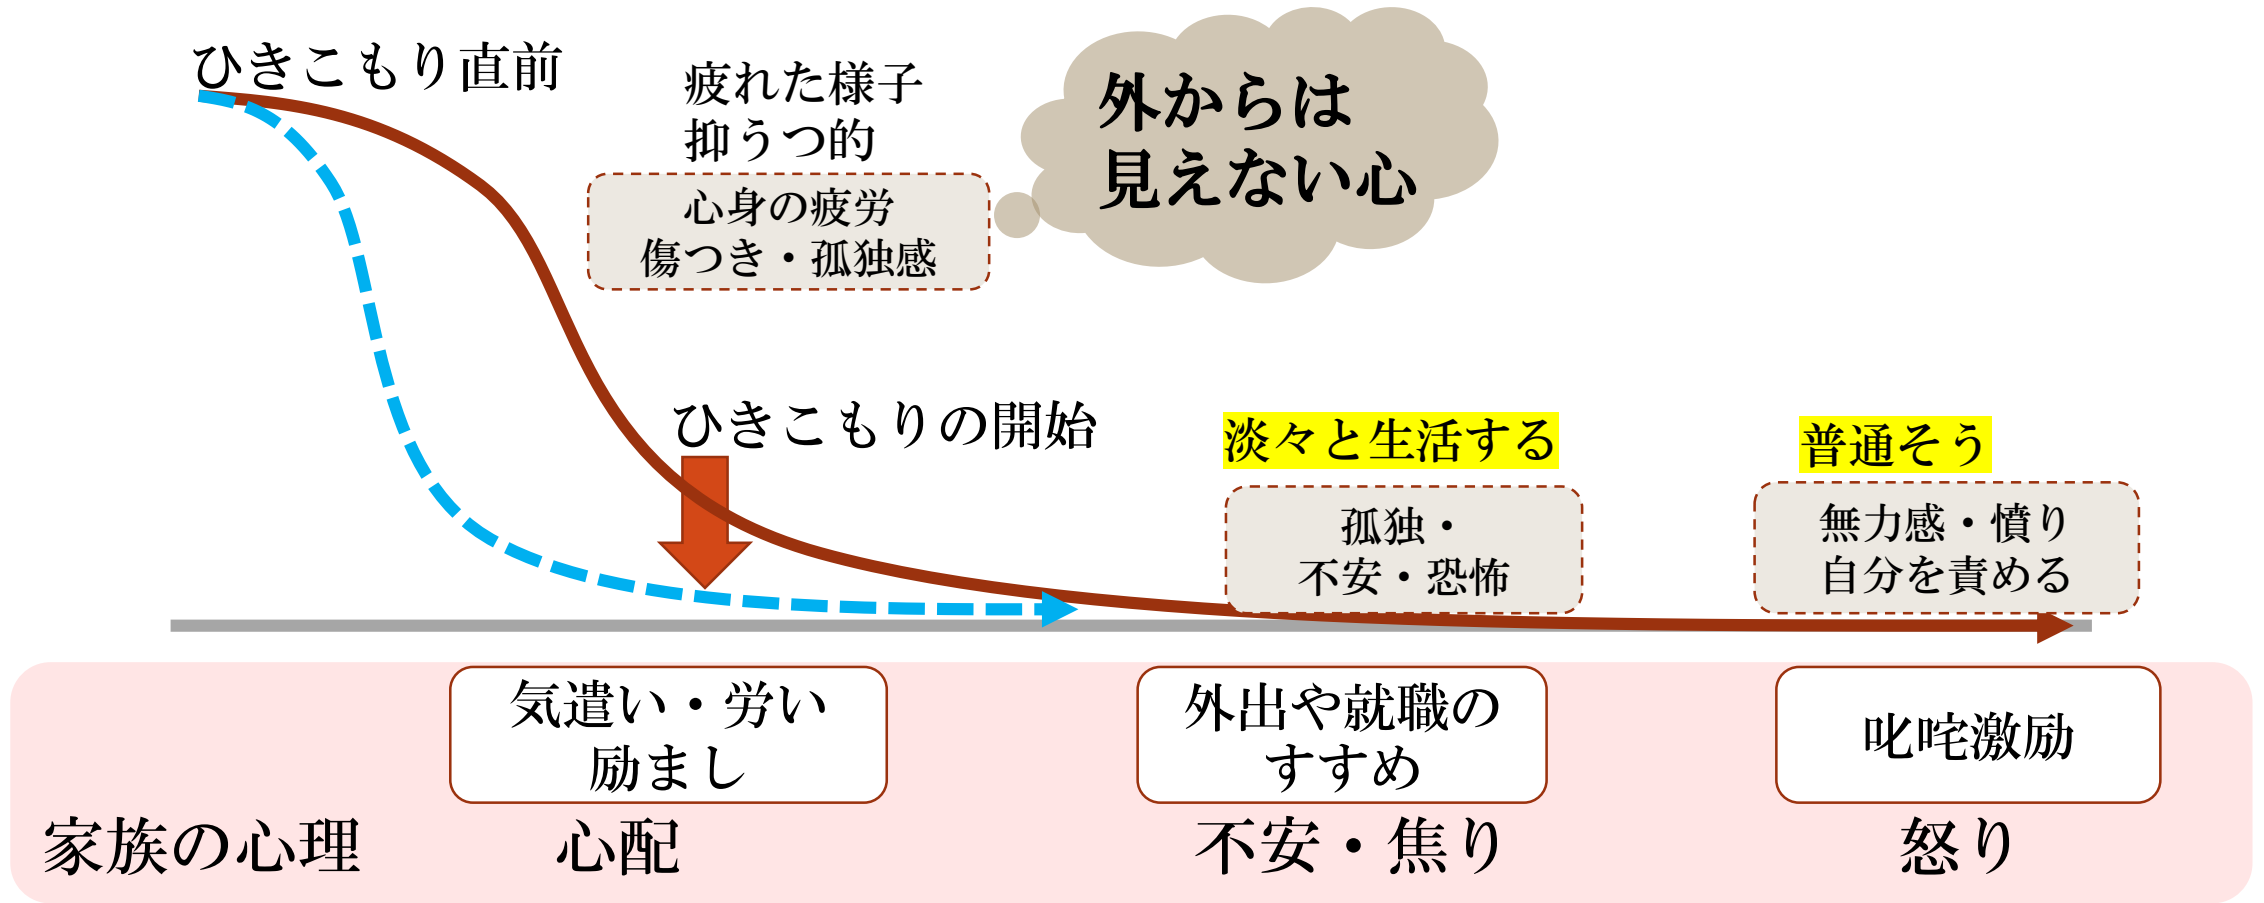 ひきこもり直前
疲れた様子
抑うつ的
心身の疲労
傷つき・孤独感
外からは
見えない心
ひきこもりの開始
淡々と生活する
孤独・
不安・恐怖
普通そう
無力感・憤り
自分を責める
気遣い・労い
励まし
外出や就職の
すすめ
叱咤激励
家族の心理
心配
不安・焦り
怒り